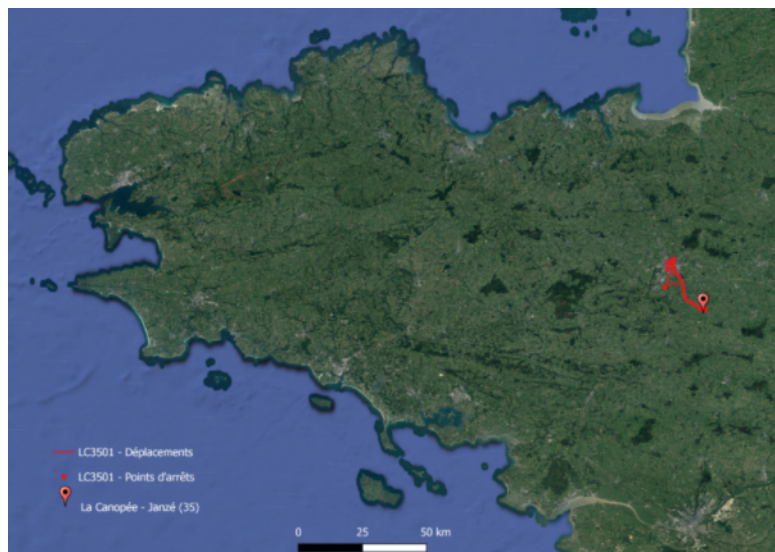 LC3501 - Déplacements
LC3501 - Points d'arrêts
La Canopée - Janzé (35)
0 25 50 km